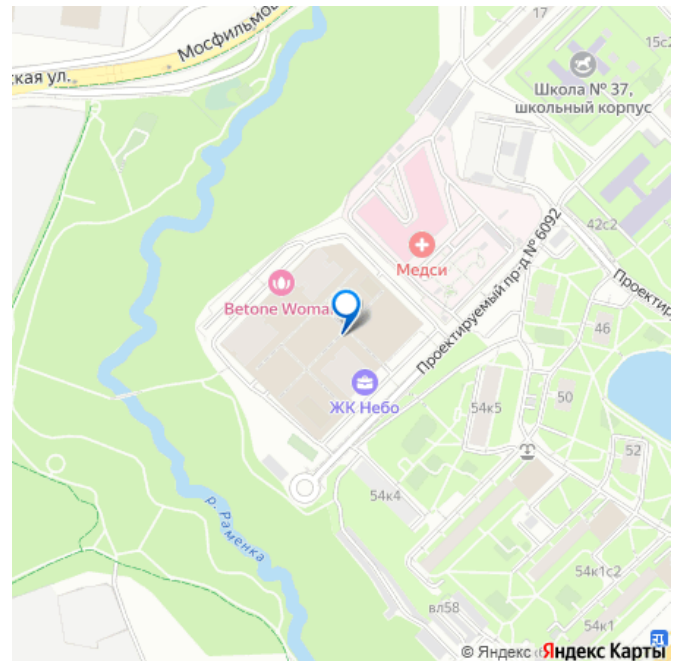 17
15с2
Мосфильмов
ская ул.
Школа № 37,
школьный корпус
42с2
Медси
Проектируемый пр-д № 6092
Проекти
Betone Woma..
46
ЖК Небо
50
54к5
52
54к4
р. Раменка
54к1с2
вл58
54к1
© Яндекс
Яндекс Карты